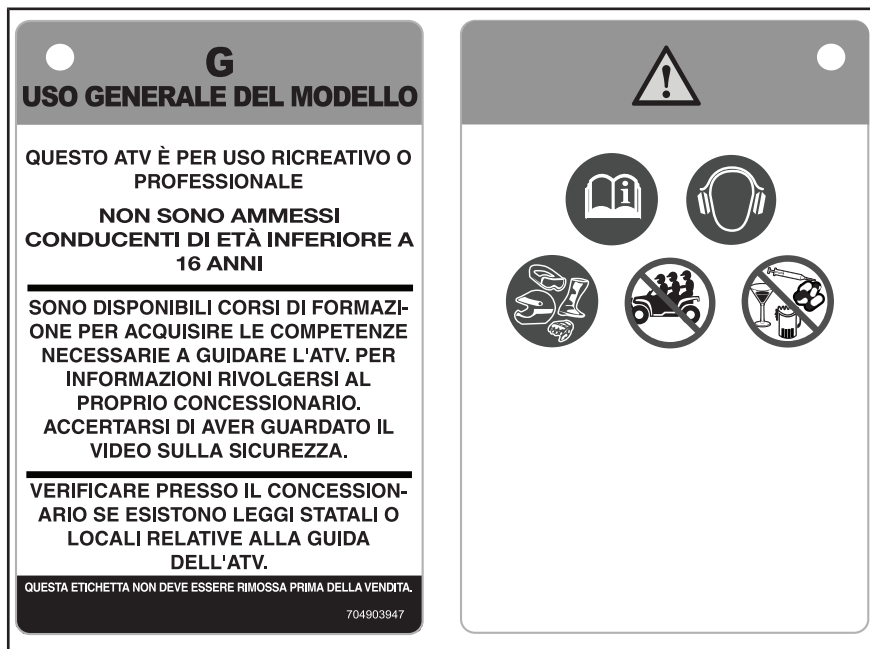 G
USO GENERALE DEL MODELLO
QUESTO ATV È PER USO RICREATIVO O
PROFESSIONALE
NON SONO AMMESSI
CONDUCENTI DI ETÀ INFERIORE A
16 ANNI
SONO DISPONIBILI CORSI DI FORMAZI-
ONE PER ACQUISIRE LE COMPETENZE
NECESSARIE A GUIDARE L'ATV. PER
INFORMAZIONI RIVOLGERSI AL
PROPRIO CONCESSIONARIO.
ACCERTARSI DI AVER GUARDATO IL
VIDEO SULLA SICUREZZA.
VERIFICARE PRESSO IL CONCESSION-
ARIO SE ESISTONO LEGGI STATALI O
LOCALI RELATIVE ALLA GUIDA
DELL'ATV.
QUESTA ETICHETTA NON DEVE ESSERE RIMOSSA PRIMA DELLA VENDITA.
704903947